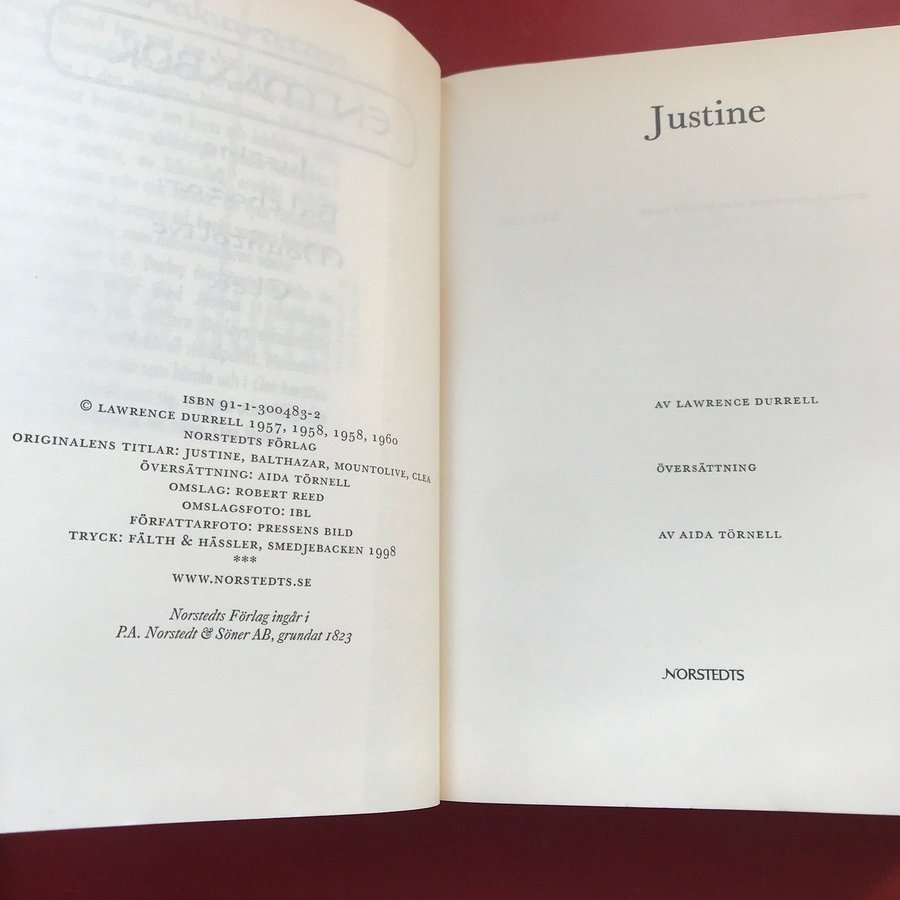 ISBN 91-1-300483-2
© LAWRENCE DURRELL 1957, 1958, 1958, 1960
NORSTEDTS FÖRLAG
ORIGINALENS TITLAR: JUSTINE, BALTHAZAR, MOUNTOLIVE, CLEA
ÖVERSÄTTNING: AIDA TÖRNELL
OMSLAG: ROBERT REED
OMSLAGSFOTO: IBL
FÖRFATTARFOTO: PRESSENS BILD
TRYCK: FÄLTH & HÄSSLER, SMEDJEBACKEN 1998
***
WWW.NORSTEDTS.SE
Norstedts Förlag ingår i
P.A. Norstedt & Söner AB, grundat 1823
Justine
AV LAWRENCE DURRELL
ÖVERSÄTTNING
AV AIDA TÖRNELL
NORSTEDTS